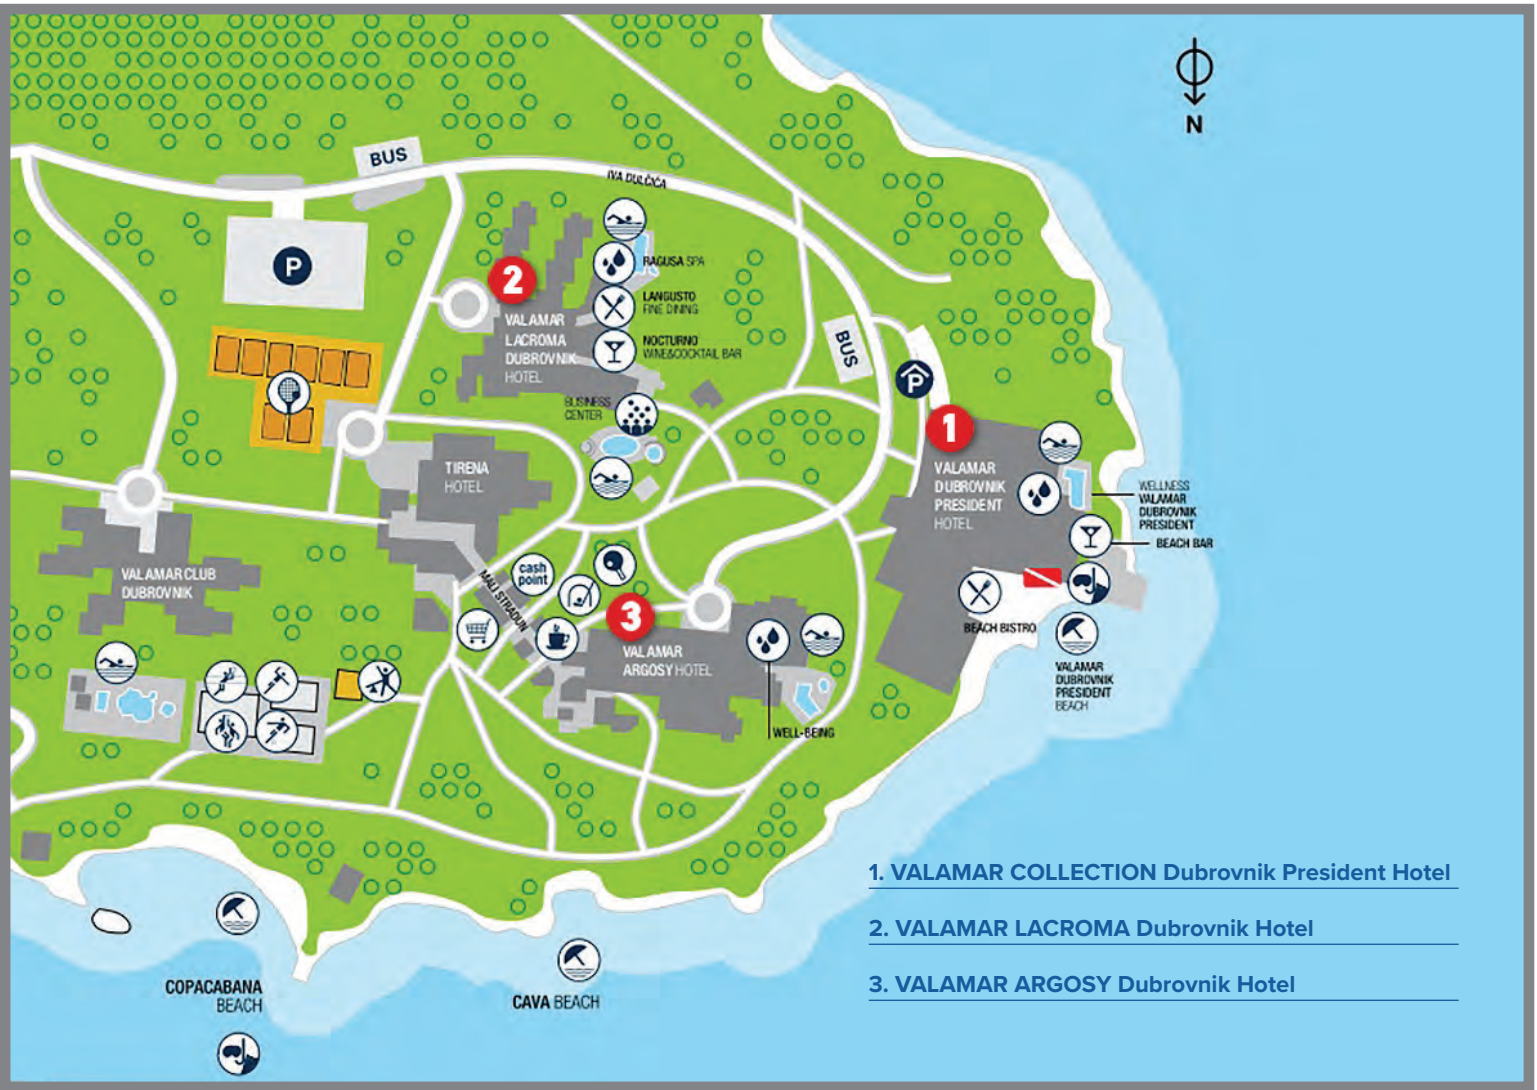 N
BUS
IVA DULČIĆA
P
2
RAGUSA SPA
LANGUSTO
FINE DINING
NOCTURNO
WINE&COCKTAIL BAR
VALAMAR
LACROMA
DUBROVNIK
HOTEL
BUS
P
BUSINESS
CENTER
1
VALAMAR
DUBROVNIK
PRESIDENT
HOTEL
TIRENA
HOTEL
WELLNESS
VALAMAR
DUBROVNIK
PRESIDENT
BEACH BAR
VALAMAR CLUB
DUBROVNIK
cash
point
MALI STRADUN
3
BEACH BISTRO
VALAMAR
ARGOSY HOTEL
VALAMAR
DUBROVNIK
PRESIDENT
BEACH
WELL-BEING
COPACABANA
BEACH
CAVA BEACH
1. VALAMAR COLLECTION Dubrovnik President Hotel
2. VALAMAR LACROMA Dubrovnik Hotel
3. VALAMAR ARGOSY Dubrovnik Hotel